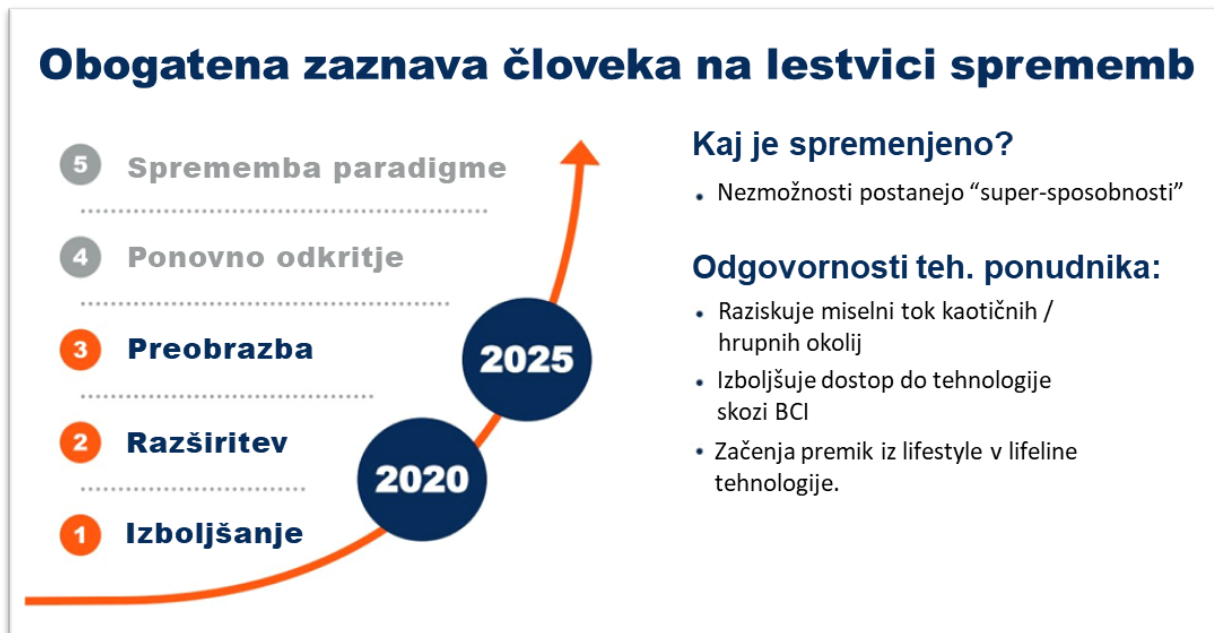 Obogatena zaznava človeka na lestvici sprememb
5 Sprememba paradigme
4 Ponovno odkritje
3 Preobrazba
2 Razširitev
1 Izboljšanje
2025
2020
Kaj je spremenjeno?
• Nezmožnosti postanejo “super-sposobnosti”
Odgovornosti teh. ponudnika:
• Raziskuje miselni tok kaotičnih /
hrupnih okolij
• Izboljšuje dostop do tehnologije
skozi BCI
• Začenja premik iz lifestyle v lifeline
tehnologije.